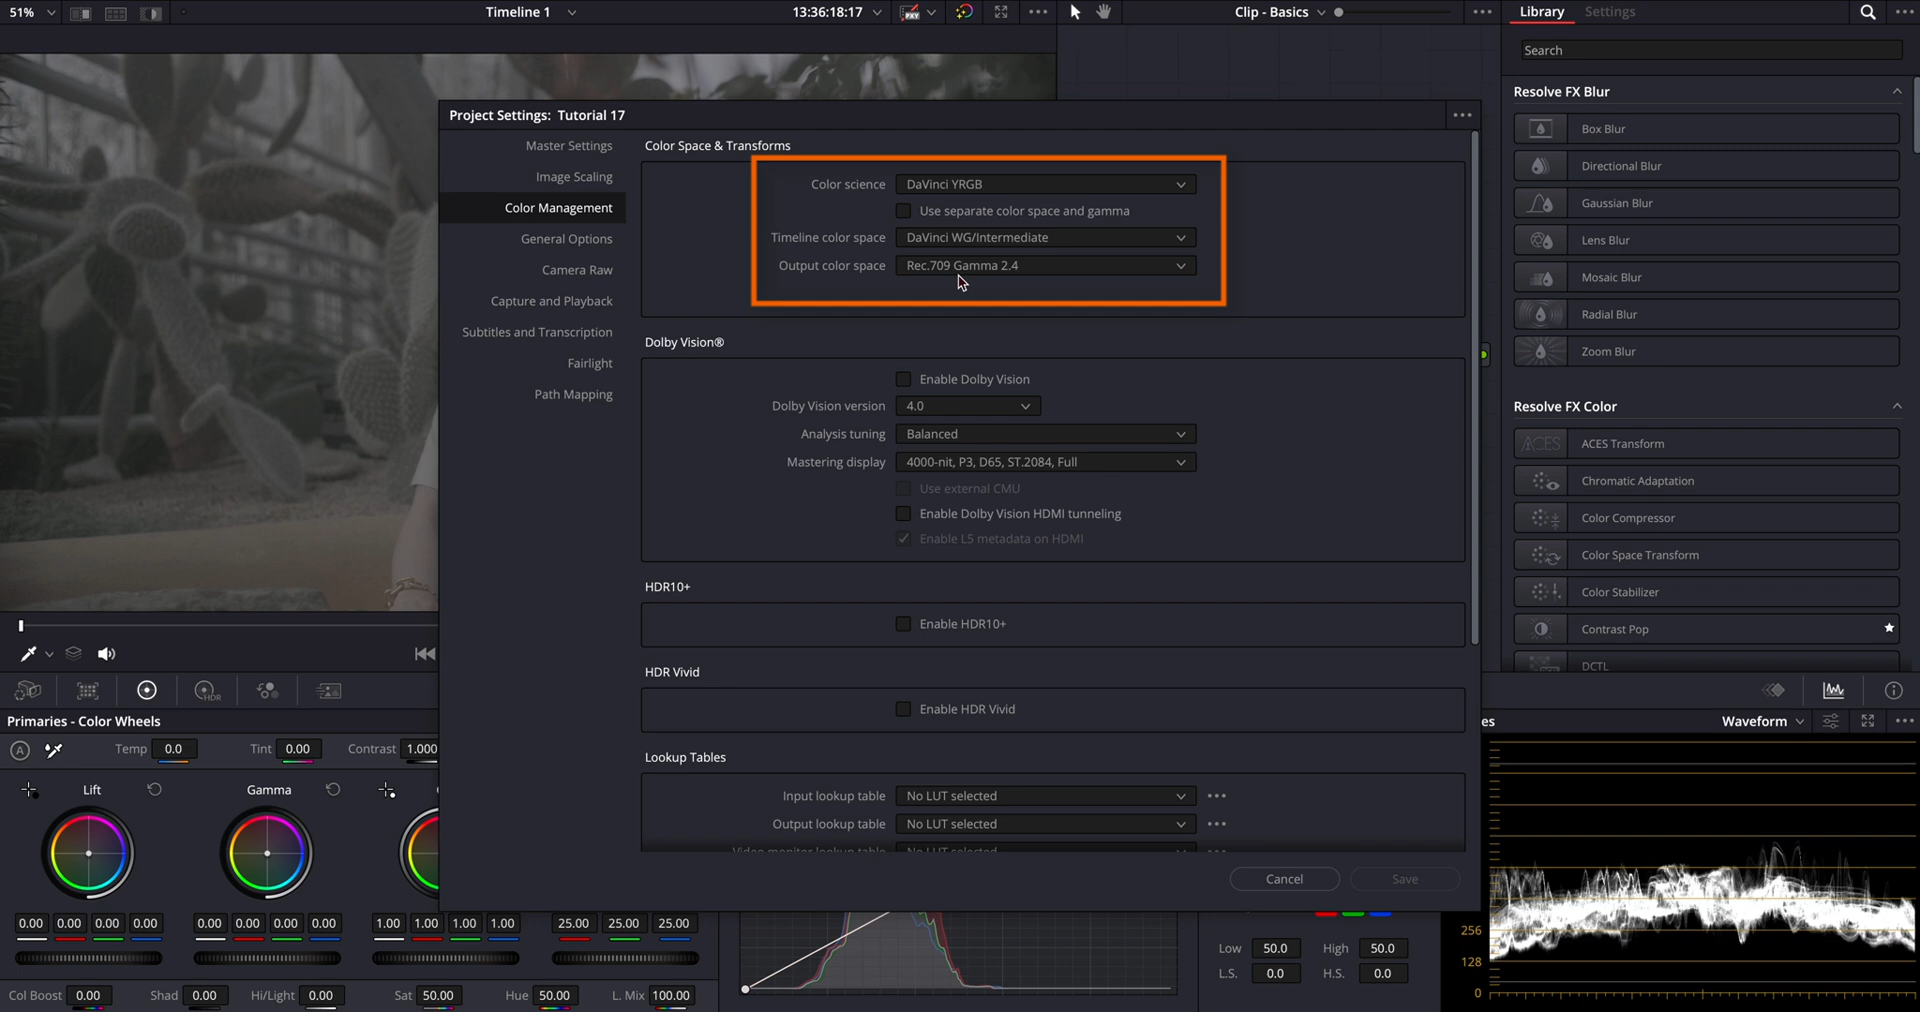 51%
Timeline 1
13:36:18:17
PXY
Clip - Basics
Library
Settings
Search
Resolve FX Blur
Box Blur
Directional Blur
Gaussian Blur
Lens Blur
Mosaic Blur
Radial Blur
Zoom Blur
Resolve FX Color
ACES
ACES Transform
Chromatic Adaptation
Color Compressor
Color Space Transform
Color Stabilizer
Contrast Pop
DCTL
Project Settings: Tutorial 17
Master Settings
Image Scaling
Color Management
General Options
Camera Raw
Capture and Playback
Subtitles and Transcription
Fairlight
Path Mapping
Color Space & Transforms
Color science DaVinci YRGB
Use separate color space and gamma
Timeline color space DaVinci WG/Intermediate
Output color space Rec.709 Gamma 2.4
Dolby Vision®
Enable Dolby Vision
Dolby Vision version 4.0
Analysis tuning Balanced
Mastering display 4000-nit, P3, D65, ST.2084, Full
Use external CMU
Enable Dolby Vision HDMI tunneling
Enable L5 metadata on HDMI
HDR10+
Enable HDR10+
HDR Vivid
Enable HDR Vivid
Lookup Tables
Input lookup table No LUT selected
Output lookup table No LUT selected
Video monitor lookup table No LUT selected
Cancel
Save
HDR
Primaries - Color Wheels
A
Temp 0.0 Tint 0.00 Contrast 1.000
Lift
Gamma
0.00 0.00 0.00 0.00
0.00 0.00 0.00 0.00
1.00 1.00 1.00 1.00
25.00 25.00 25.00
Col Boost 0.00 Shad 0.00 Hi/Light 0.00 Sat 50.00 Hue 50.00 L. Mix 100.00
Low 50.0 High 50.0
L.S. 0.0 H.S. 0.0
es
Waveform
256
128
0